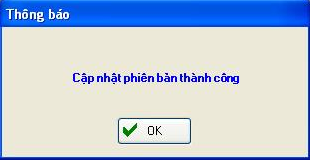 Thông báo
Cập nhật phiên bản thành công
OK